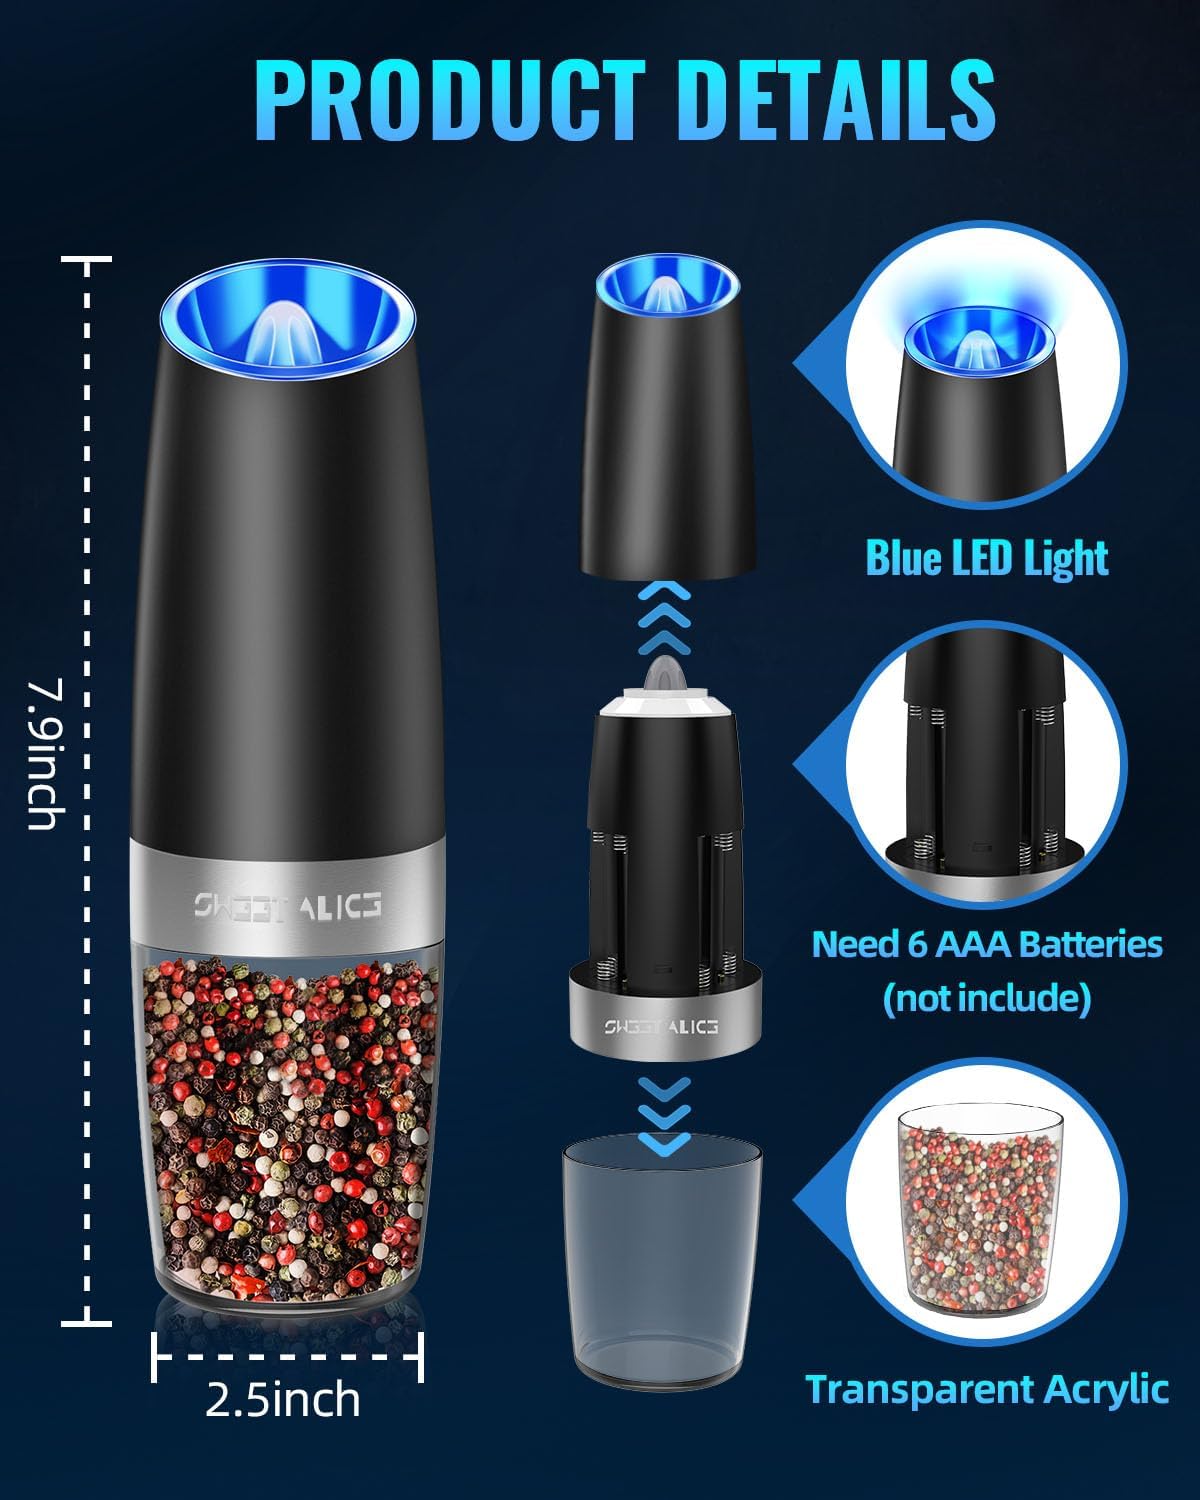 PRODUCT DETAILS
7.9inch
SWEET ALICE
2.5inch
SWEET ALICE
Blue LED Light
Need 6 AAA Batteries
(not include)
Transparent Acrylic